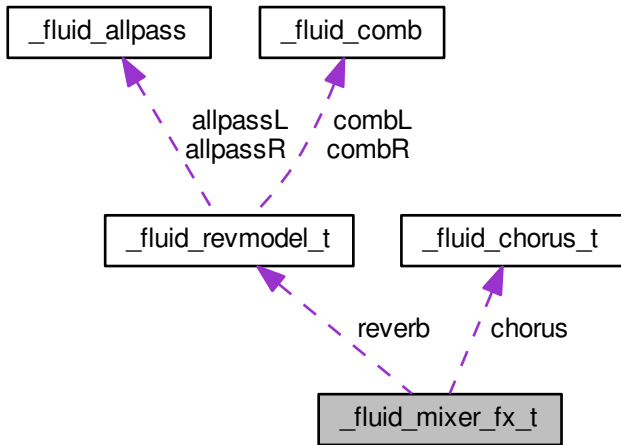 _fluid_allpass
_fluid_comb
allpassL
allpassR
combL
combR
_fluid_revmodel_t
_fluid_chorus_t
reverb
chorus
_fluid_mixer_fx_t